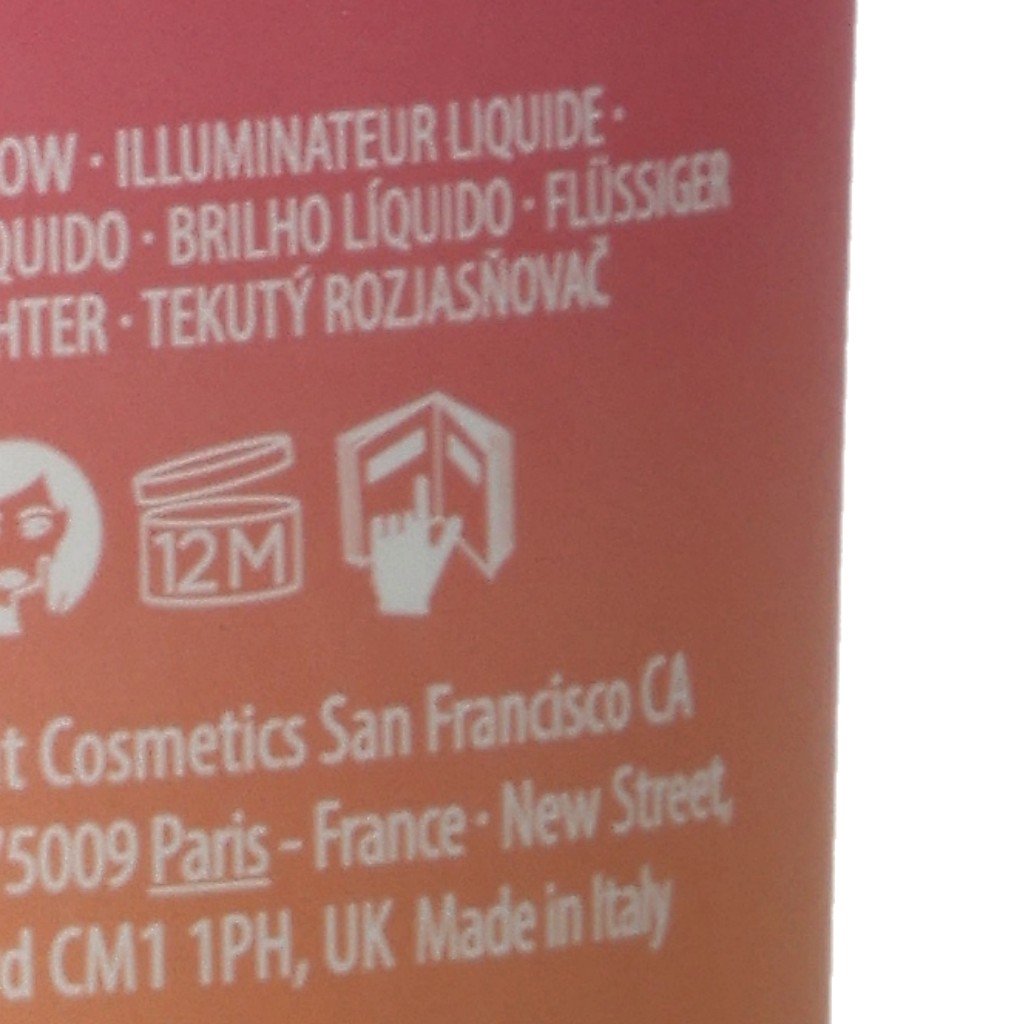 OW · ILLUMINATEUR LIQUIDE ·
QUIDO · BRILHO LÍQUIDO · FLÜSSIGER
HTER · TEKUTÝ ROZJASŇOVAČ
12M
t Cosmetics San Francisco CA
75009 Paris - France · New Street,
d CM1 1PH, UK Made in Italy